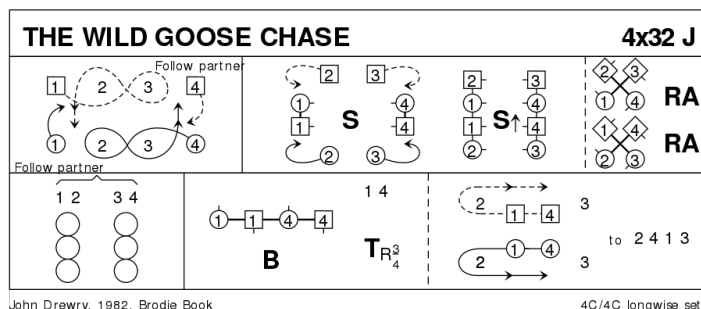 THE WILD GOOSE CHASE 4x32 J
Follow partner
1 2 3 4
1 2 3 4
Follow partner
2 3
1 4
S
1 4
2 3
2 3
1 4
S
1 4
2 3
2 3
1 4
RA
1 4
2 3
RA
1 2 3 4
1 1 4 4
B
1 4
T R 3/4
2 1 4 3
2 1 4 3
to 2 4 1 3
John Drewry, 1982, Brodie Book 4C/4C longwise set